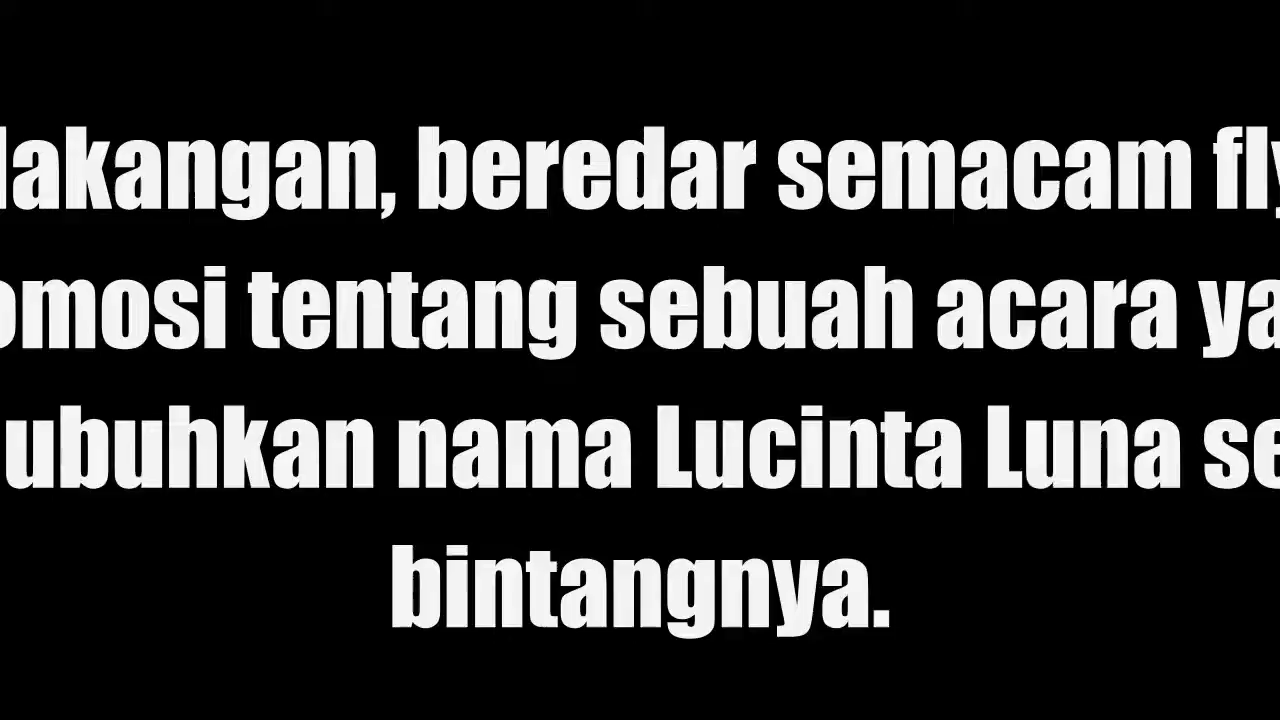 lakangan, beredar semacam fly
omosi tentang sebuah acara ya
ubuhkan nama Lucinta Luna se
bintangnya.